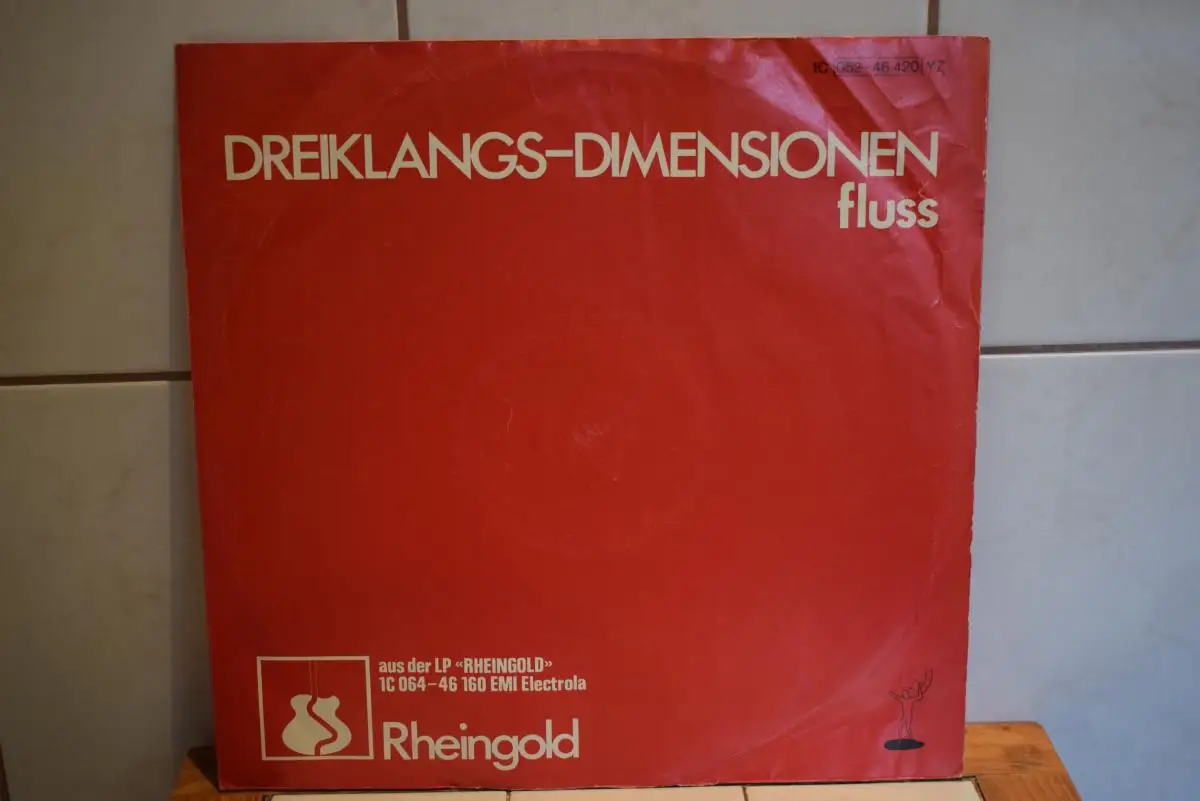 1C 052-46 420 YZ
DREIKLANGS-DIMENSIONEN
fluss
aus der LP «RHEINGOLD»
1C 064-46 160 EMI Electrola
Rheingold